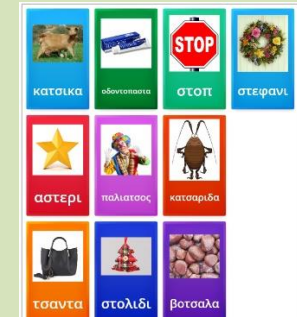 STOP
κατσικα
οδοντοπαστα
στοπ
στεφανι
αστερι
παλιατσος
κατσαριδα
τσαντα
στολιδι
βοτσαλα